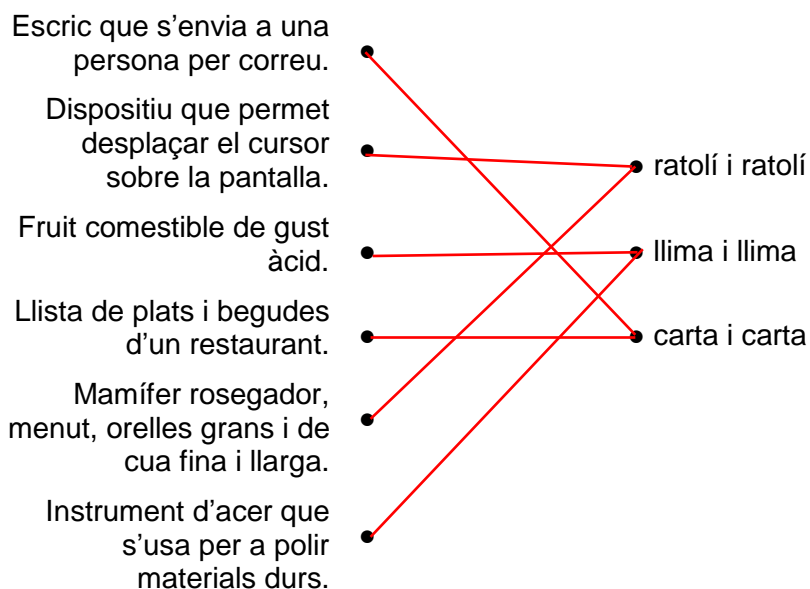 Escric que s’envia a una
persona per correu.
Dispositiu que permet
desplaçar el cursor
sobre la pantalla.
Fruit comestible de gust
àcid.
Llista de plats i begudes
d’un restaurant.
Mamífer rosegador,
menut, orelles grans i de
cua fina i llarga.
Instrument d’acer que
s’usa per a polir
materials durs.
ratolí i ratolí
llima i llima
carta i carta